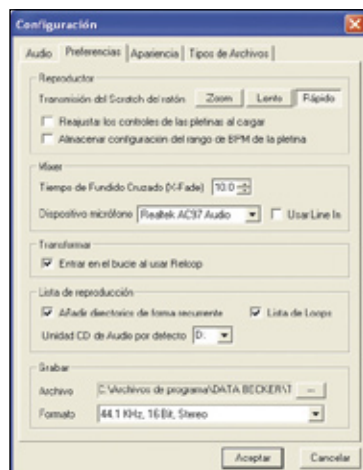 Configuración
Audio Preferencias Apariencia Tipos de Archivos
Reproductor
Transmisión del Scratch del ratón Zoom Lento Rápido
Reajustar los controles de las pletinas al cargar
Almacenar configuración del rango de BPM de la pletina
Mixer
Tiempo de Fundido Cruzado (X-Fade) 10.0
Dispositivo micrófono Realtek AC97 Audio Usar Line In
Transformar
Entrar en el bucle al usar Reloop
Lista de reproducción
Añadir directorios de forma recurrente Lista de Loops
Unidad CD de Audio por defecto D:
Grabar
Archivo C:\Archivos de programa\DATA BECKER\T ...
Formato 44.1 KHz, 16 Bit, Stereo
Aceptar Cancelar